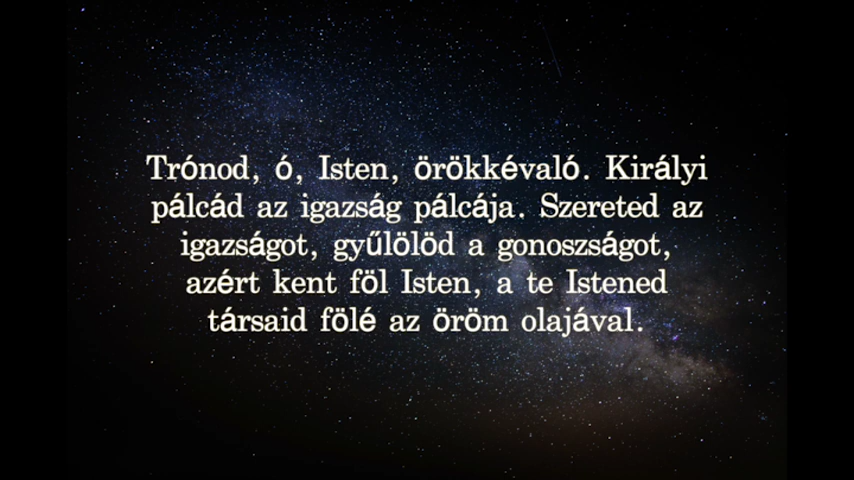 Trónod, ó, Isten, örökkévaló. Királyi
pálcád az igazság pálcája. Szereted az
igazságot, gyűlölöd a gonoszságot,
azért kent föl Isten, a te Istened
társaid fölé az öröm olajával.